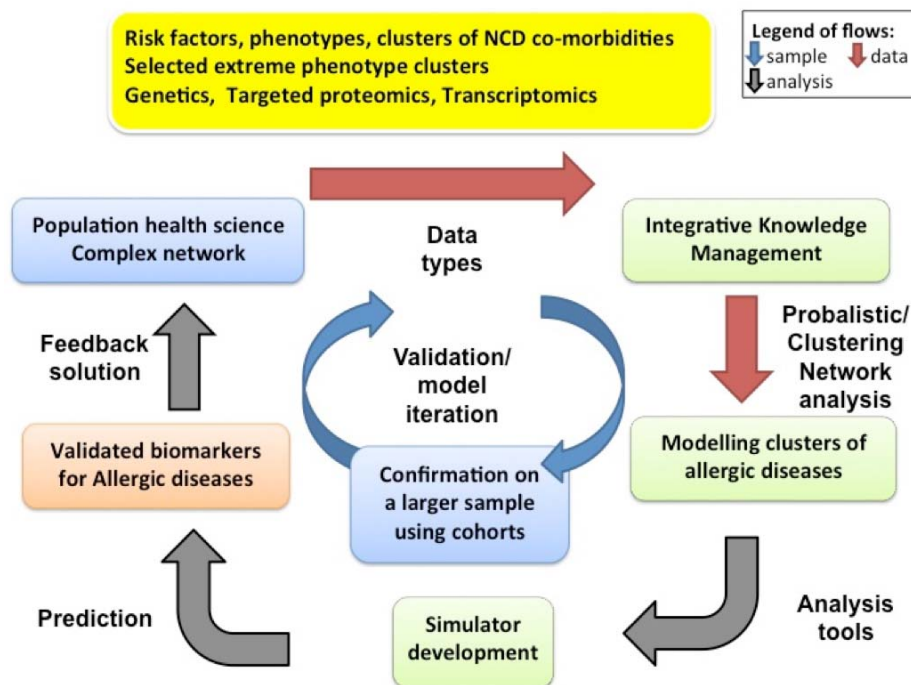 Risk factors, phenotypes, clusters of NCD co-morbidities
Selected extreme phenotype clusters
Genetics, Targeted proteomics, Transcriptomics
Legend of flows:
sample data
analysis
Population health science
Complex network
Data
types
Integrative Knowledge
Management
Feedback
solution
Validation/
model
iteration
Probalistic/
Clustering
Network
analysis
Validated biomarkers
for Allergic diseases
Confirmation on
a larger sample
using cohorts
Modelling clusters of
allergic diseases
Prediction
Simulator
development
Analysis
tools